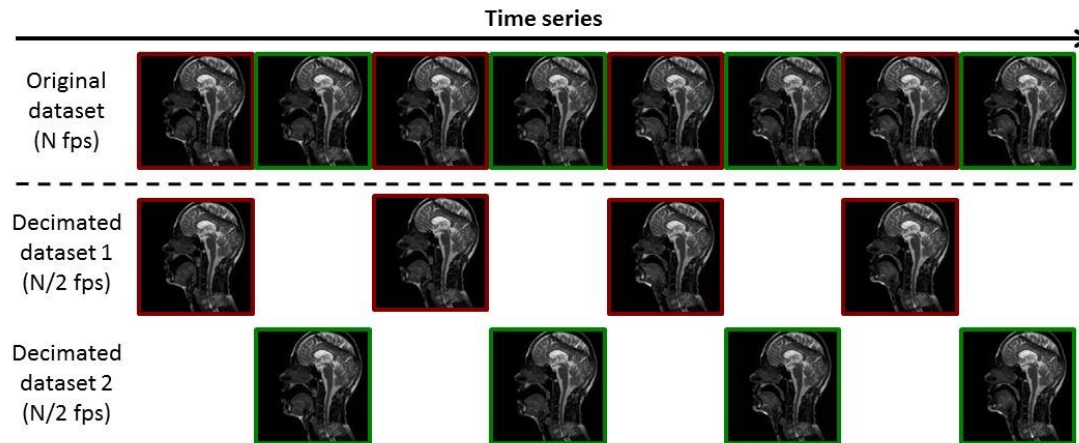 Time series
Original
dataset
(N fps)
Decimated
dataset 1
(N/2 fps)
Decimated
dataset 2
(N/2 fps)